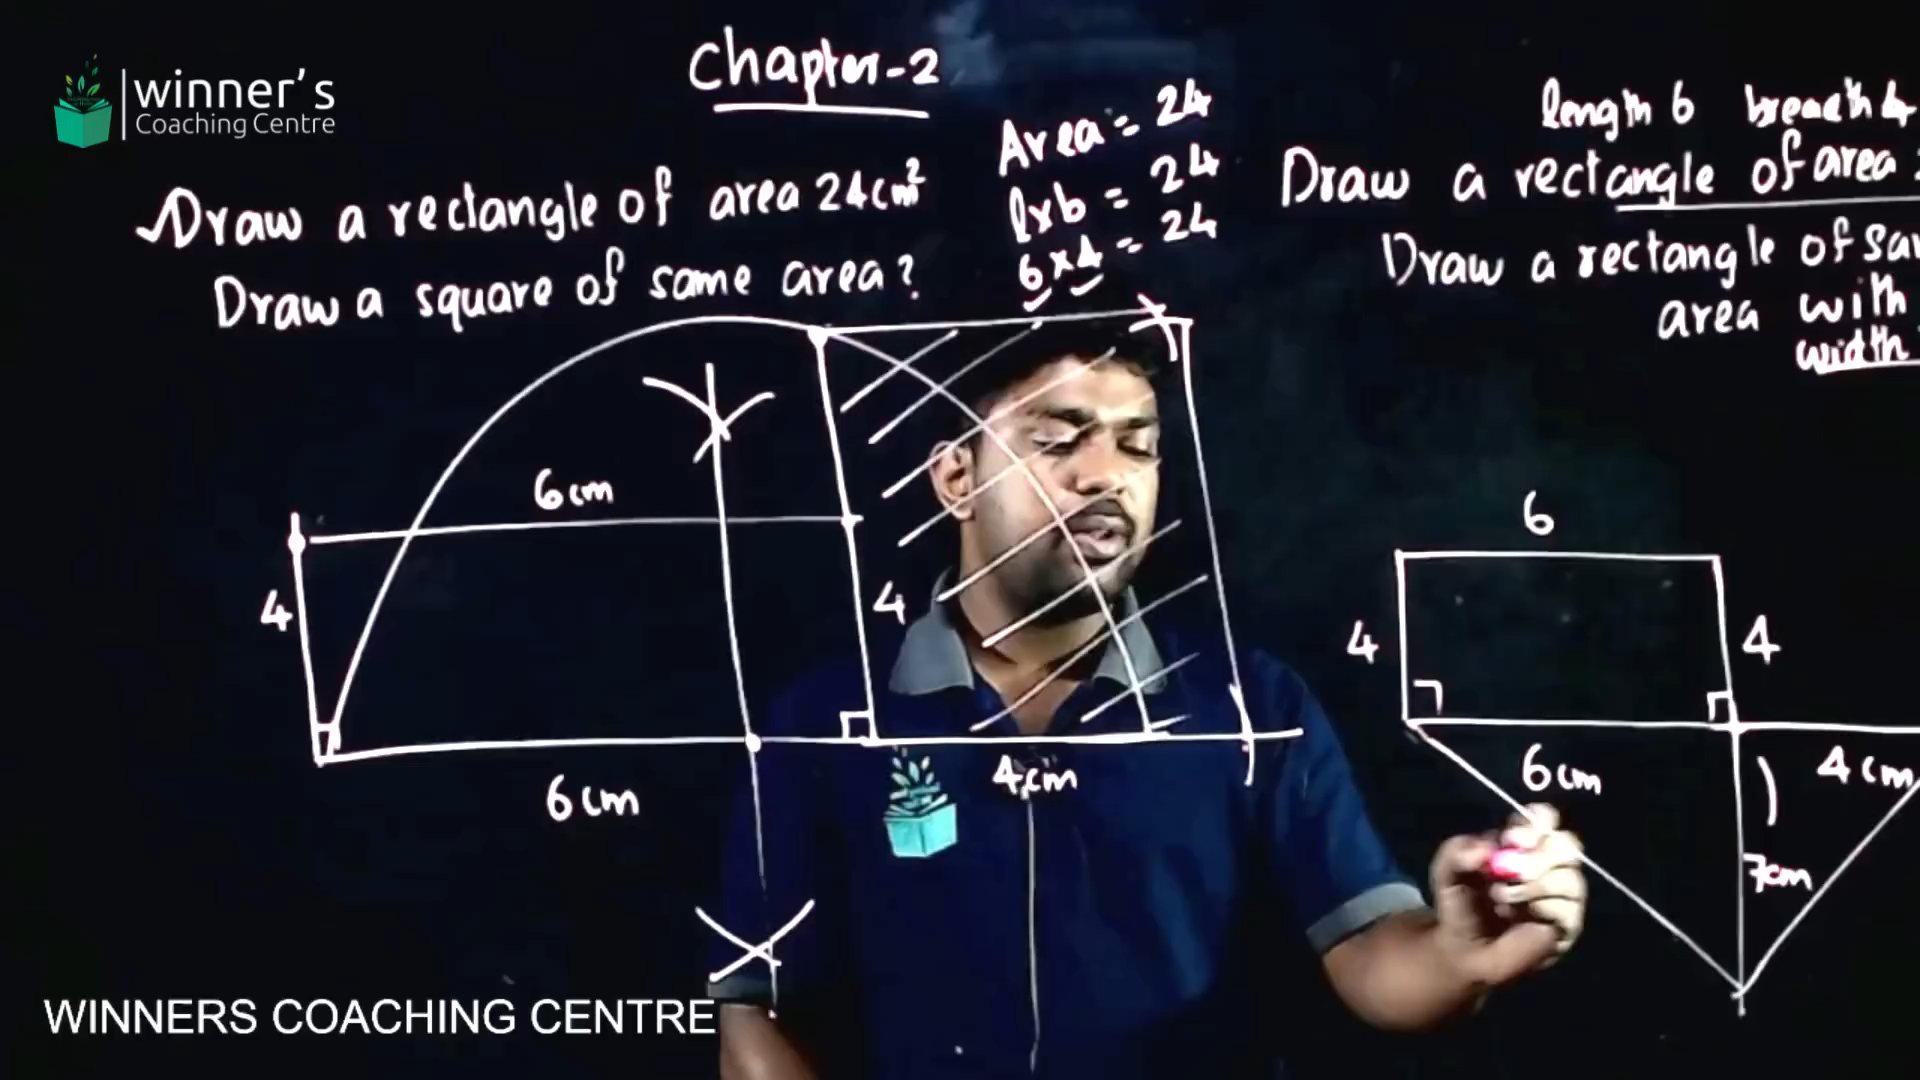 winner's
Coaching Centre
Chapter-2
Draw a rectangle of area 24cm²
Draw a square of same area?
Area = 24
l×b = 24
6×4 = 24
length 6 breath 4
Draw a rectangle of area
Draw a rectangle of
area with
width
6cm
4
4
6cm
4cm
6
4
4
6cm
4cm
7cm
WINNERS COACHING CENTRE